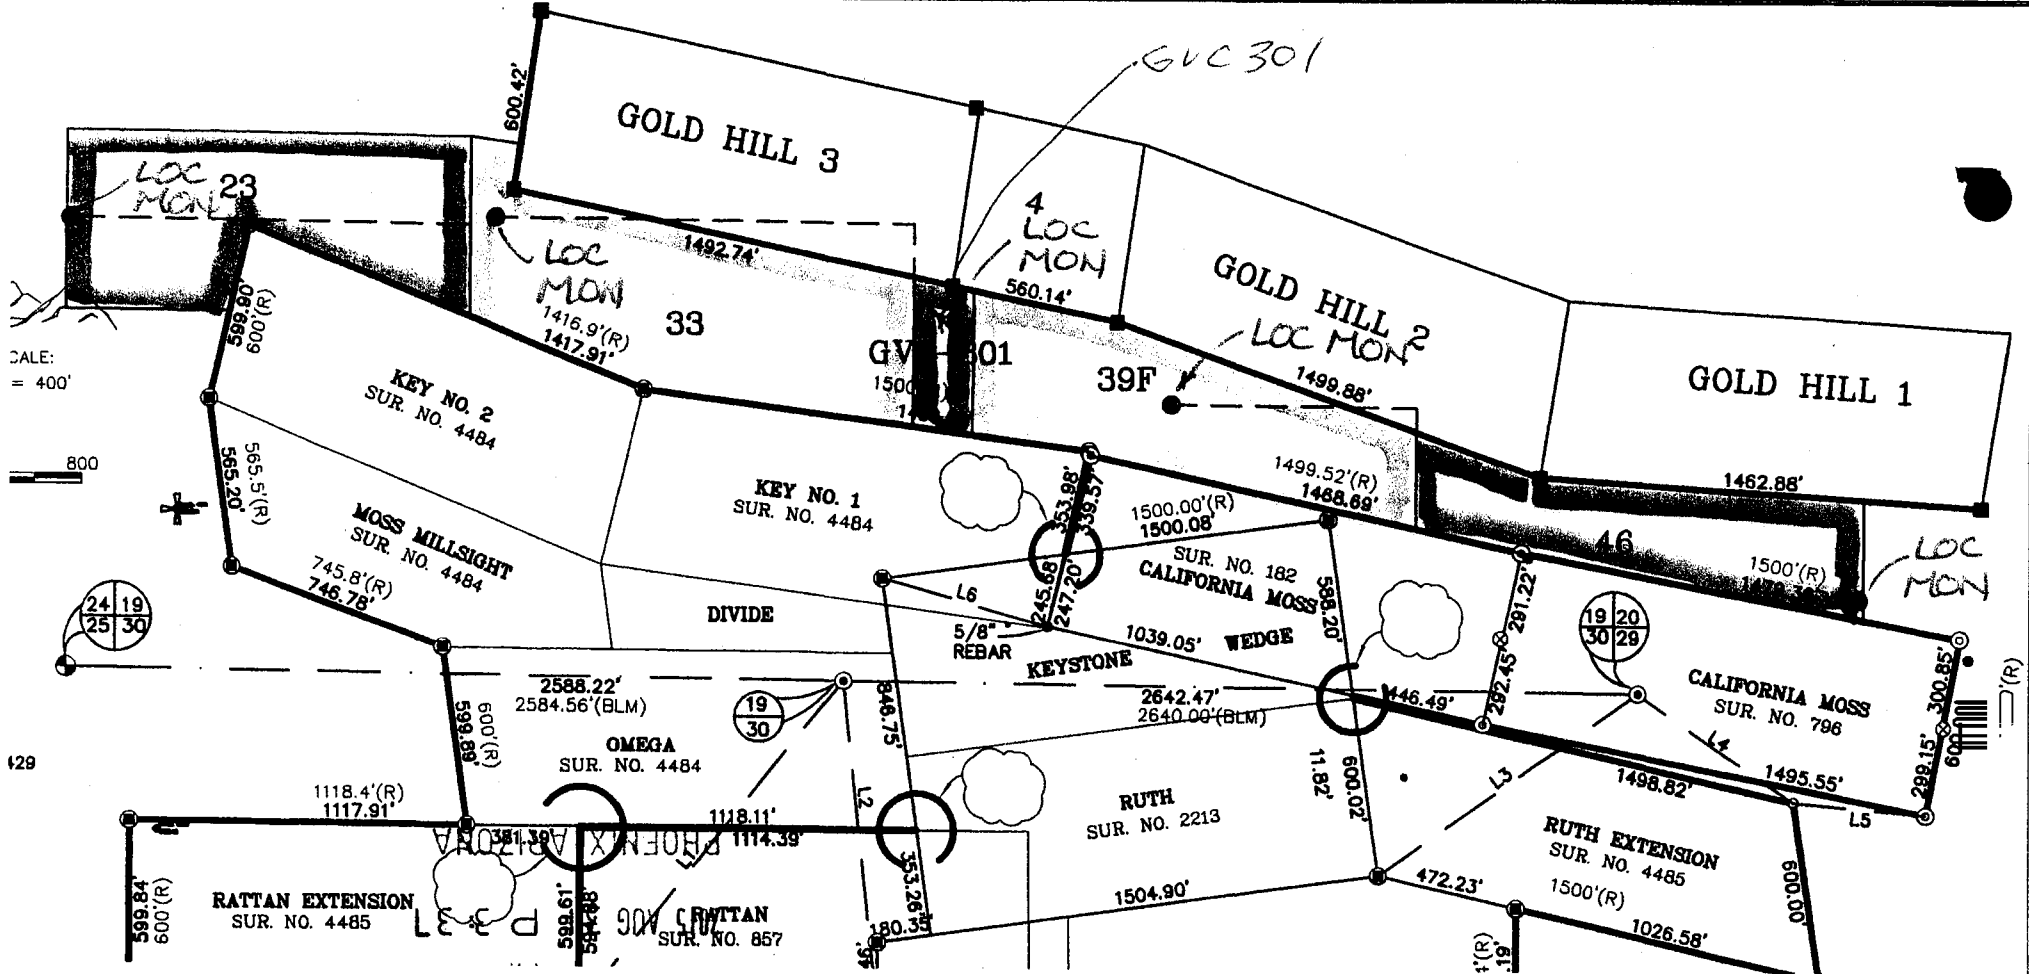 GVC 301
600.42'
GOLD HILL 3
LOC
MON
23
4
LOC
MON
1492.74'
LOC
MON
560.14'
GOLD HILL 2
LOC MON
599.90'
600'(R)
1416.9'(R)
1417.91'
33
39F
1499.88'
GOLD HILL 1
CALE:
= 400'
KEY NO. 2
SUR. NO. 4484
800
565.20'
565.5'(R)
1499.52'(R)
1468.69'
1462.88'
KEY NO. 1
SUR. NO. 4484
353.98'
339.57'
1500.00'(R)
1500.08'
46
1500'(R)
LOC
MON
MOSS MILLSIGHT
SUR. NO. 4484
745.8'(R)
746.78'
SUR. NO. 182
CALIFORNIA MOSS
588.20'
291.22'
24 19
25 30
DIVIDE
L6
245.68'
247.20'
5/8"
REBAR
1039.05'
WEDGE
KEYSTONE
19 20
30 29
292.45'
300.85'
2588.22'
2584.56'(BLM)
19
30
846.75'
2642.47'
2640.00'(BLM)
446.49'
CALIFORNIA MOSS
SUR. NO. 796
599.89'
600'(R)
OMEGA
SUR. NO. 4484
L4
429
L2
11.82'
600.02'
L3
1498.82'
1495.55'
299.15'
1118.4'(R)
1117.91'
1118.11'
1114.39'
381.39'
PHOENIX ARIZONA
RUTH
SUR. NO. 2213
L5
RUTH EXTENSION
SUR. NO. 4485
600.00'
599.84'
600'(R)
RATTAN EXTENSION
SUR. NO. 4485
599.61'
RATTAN
SUR. NO. 857
353.26'
180.35'
1504.90'
472.23'
1500'(R)
1026.58'